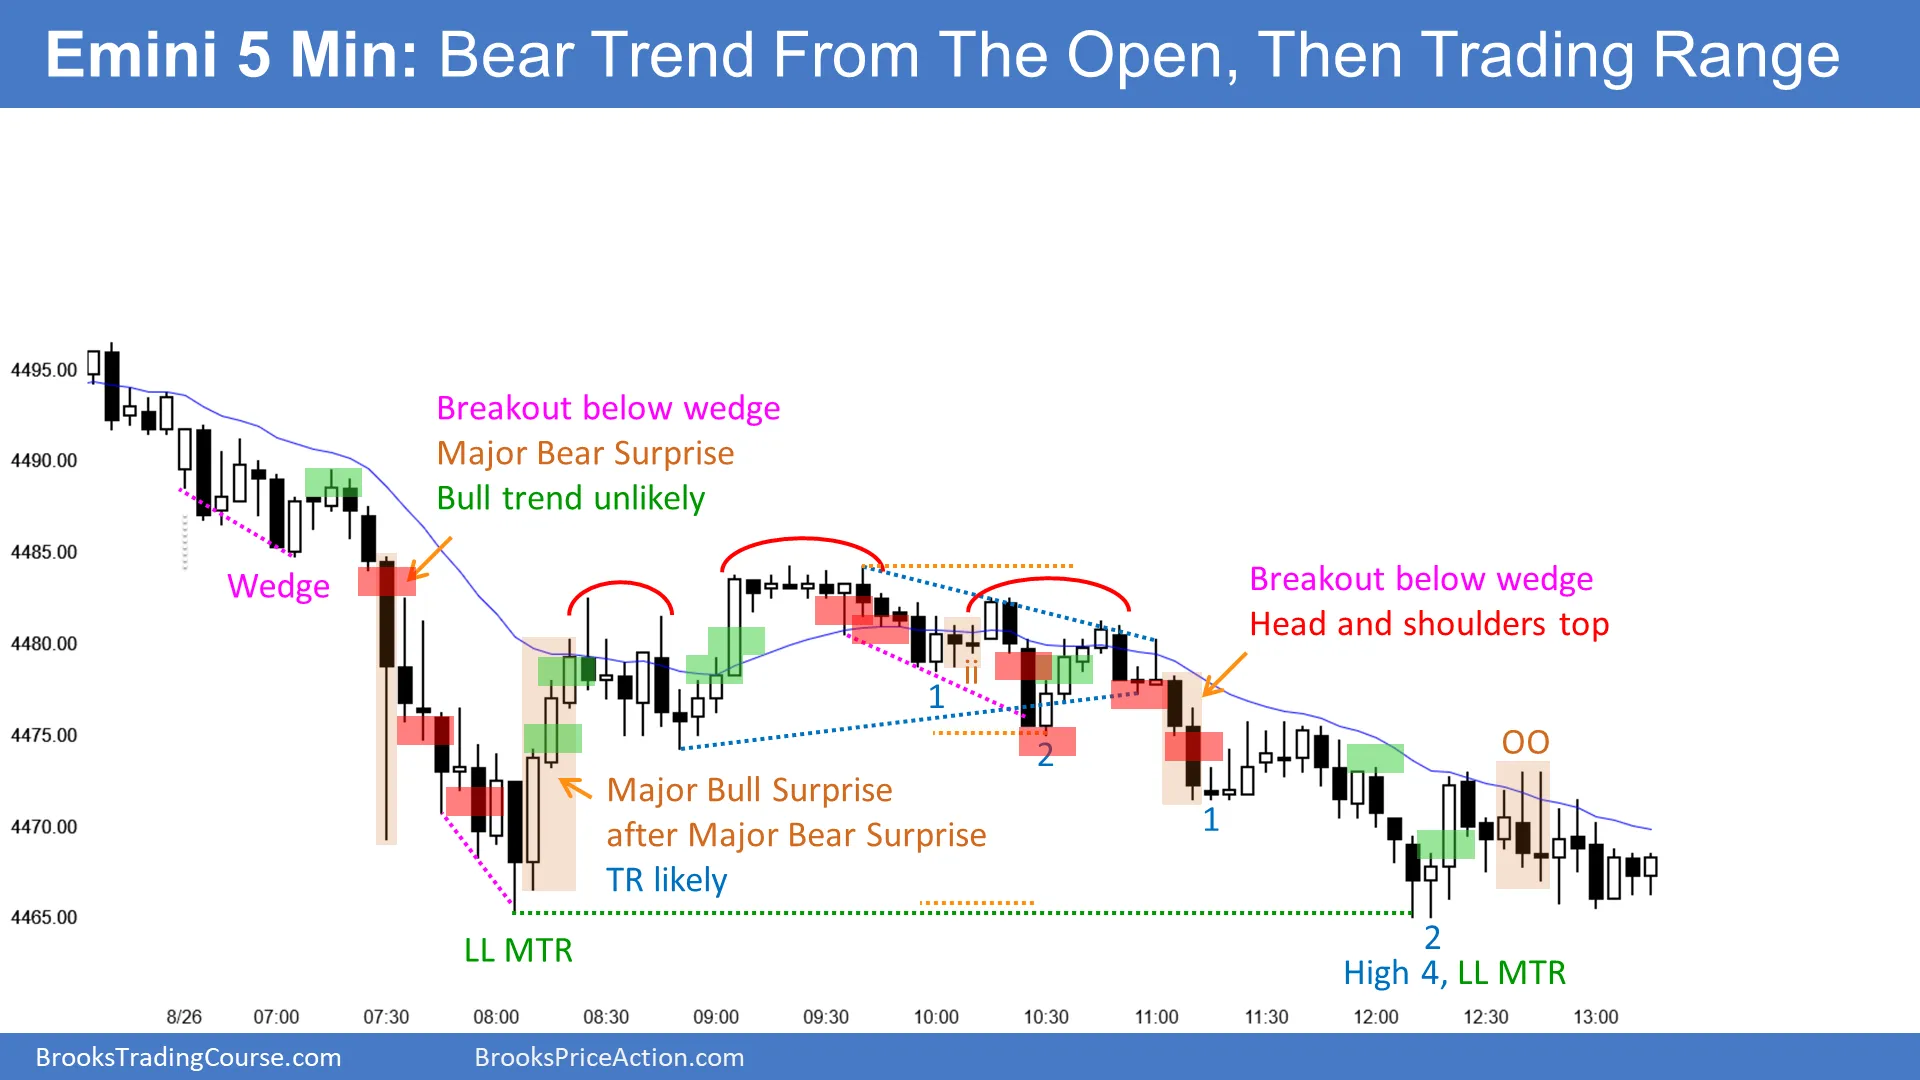 Emini 5 Min: Bear Trend From The Open, Then Trading Range
4495.00
4490.00
4485.00
4480.00
4475.00
4470.00
4465.00
Breakout below wedge
Major Bear Surprise
Bull trend unlikely
Wedge
Breakout below wedge
Head and shoulders top
ii
1
2
OO
Major Bull Surprise
after Major Bear Surprise
TR likely
1
LL MTR
2
High 4, LL MTR
8/26 07:00 07:30 08:00 08:30 09:00 09:30 10:00 10:30 11:00 11:30 12:00 12:30 13:00
BrooksTradingCourse.com BrooksPriceAction.com